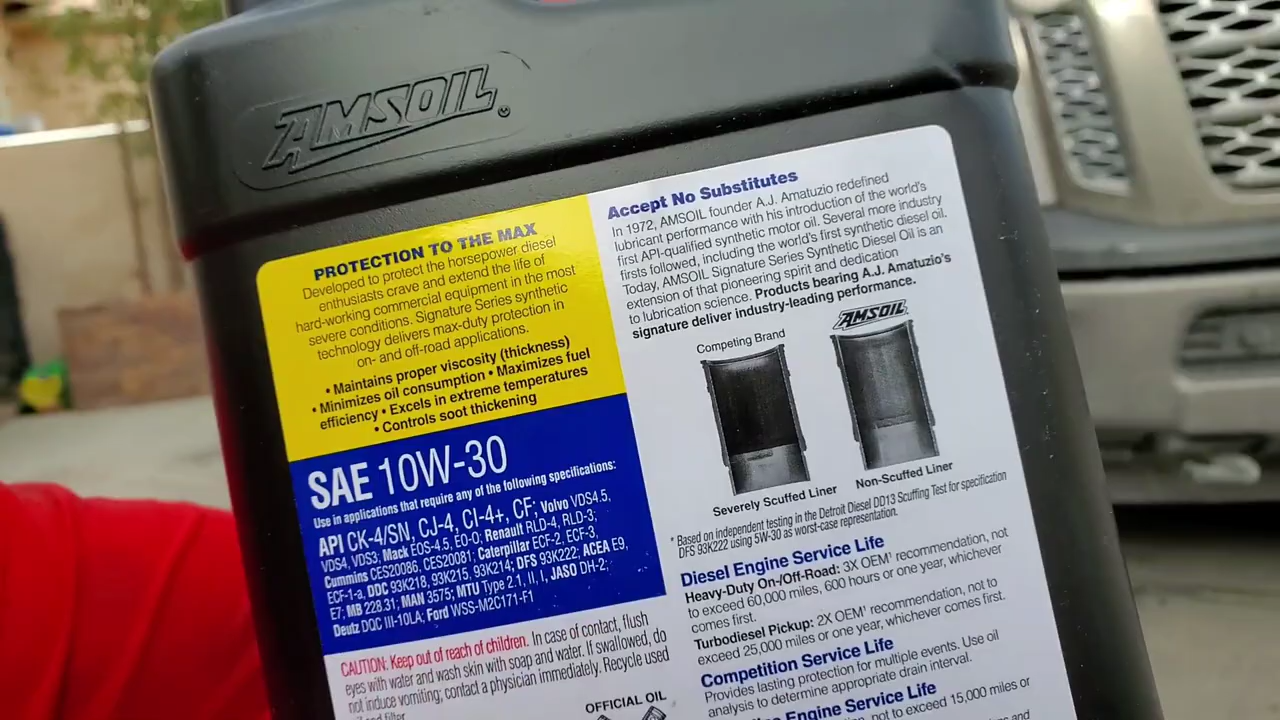 AMSOIL
PROTECTION TO THE MAX
Developed to protect the horsepower diesel
enthusiasts crave and extend the life of
hard-working commercial equipment in the most
severe conditions. Signature Series synthetic
technology delivers max-duty protection in
on- and off-road applications.
• Maintains proper viscosity (thickness)
• Minimizes oil consumption • Maximizes fuel
efficiency • Excels in extreme temperatures
• Controls soot thickening
SAE 10W-30
Use in applications that require any of the following specifications:
API CK-4/SN, CJ-4, CI-4+, CF; Volvo VDS4.5,
VDS4, VDS3; Mack EOS-4.5, EO-O; Renault RLD-4, RLD-3;
Cummins CES20086, CES20081; Caterpillar ECF-2, ECF-3,
ECF-1-a, DDC 93K218, 93K215, 93K214; DFS 93K222; ACEA E9,
E7; MB 228.31; MAN 3575; MTU Type 2.1, II, I, JASO DH-2;
Deutz DQC III-10LA; Ford WSS-M2C171-F1
CAUTION: Keep out of reach of children. In case of contact, flush
eyes with water and wash skin with soap and water. If swallowed, do
not induce vomiting; contact a physician immediately. Recycle used
oil and filter.
OFFICIAL OIL
Accept No Substitutes
In 1972, AMSOIL founder A.J. Amatuzio redefined
lubricant performance with his introduction of the world's
first API-qualified synthetic motor oil. Several more industry
firsts followed, including the world's first synthetic diesel oil.
Today, AMSOIL Signature Series Synthetic Diesel Oil is an
extension of that pioneering spirit and dedication
to lubrication science. Products bearing A.J. Amatuzio's
signature deliver industry-leading performance.
Competing Brand
AMSOIL
Severely Scuffed Liner
Non-Scuffed Liner
* Based on independent testing in the Detroit Diesel DD13 Scuffing Test for specification
DFS 93K222 using 5W-30 as worst-case representation.
Diesel Engine Service Life
Heavy-Duty On-/Off-Road: 3X OEM¹ recommendation, not
to exceed 60,000 miles, 600 hours or one year, whichever
comes first.
Turbodiesel Pickup: 2X OEM¹ recommendation, not to
exceed 25,000 miles or one year, whichever comes first.
Competition Service Life
Provides lasting protection for multiple events. Use oil
analysis to determine appropriate drain interval.
Engine Service Life
not to exceed 15,000 miles or
and